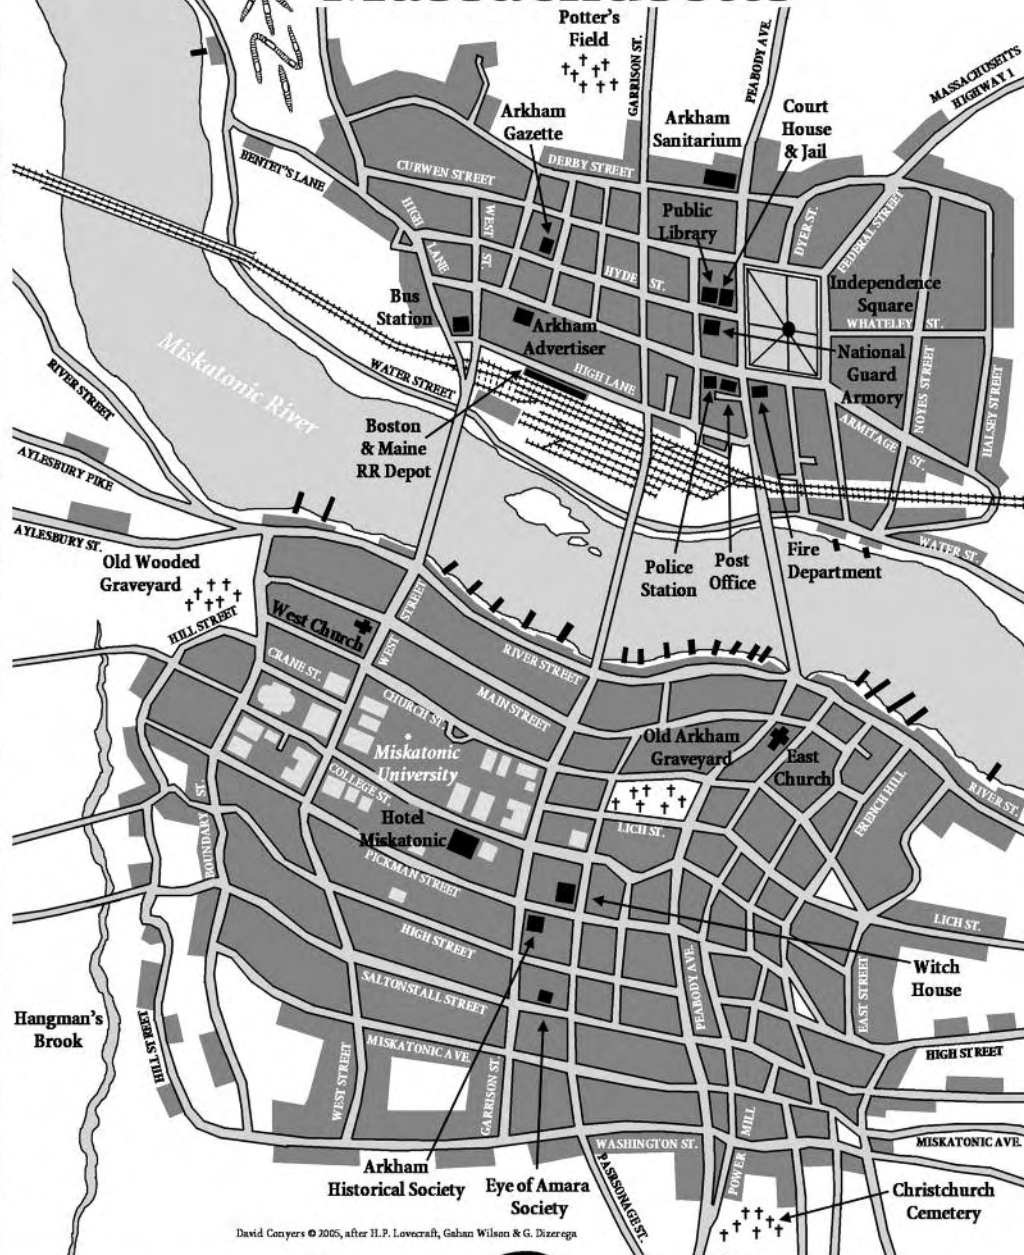 Potter's
Field
GARRISON ST.
PEABODY AVE.
MASSACHUSETTS
HIGHWAY 1
Arkham
Gazette
Arkham
Sanitarium
Court
House
& Jail
BENTET'S LANE
CURWEN STREET
DERBY STREET
HIGH
LANE
WEST
ST.
Public
Library
DYER ST.
FEDERAL STREET
HYDE ST.
Independence
Square
WHATELEY ST.
Bus
Station
Arkham
Advertiser
National
Guard
Armory
NOYES STREET
HALSEY STREET
Miskatonic River
WATER STREET
HIGH LANE
ARMITAGE
ST.
RIVER STREET
Boston
& Maine
RR Depot
AYLESBURY PIKE
AYLESBURY ST.
WATER ST.
Old Wooded
Graveyard
Police
Station
Post
Office
Fire
Department
HILL STREET
West Church
WEST STREET
RIVER STREET
CRANE ST.
CHURCH ST.
MAIN STREET
Miskatonic
University
Old Arkham
Graveyard
East
Church
COLLEGE ST.
RIVER ST.
FRENCH HILL
Hotel
Miskatonic
LICH ST.
BOUNDARY ST.
PICKMAN STREET
LICH ST.
HIGH STREET
Witch
House
SALTONSTALL STREET
PEABODY AVE.
EAST STREET
Hangman's
Brook
HILL STREET
HIGH STREET
MISKATONIC AVE.
WEST STREET
GARRISON ST.
WASHINGTON ST.
POWER MILL
MISKATONIC AVE.
Arkham
Historical Society
Eye of Amara
Society
PASRSONAGE ST.
Christchurch
Cemetery
David Conyers © 2005, after H.P. Lovecraft, Gahan Wilson & G. Dizerega